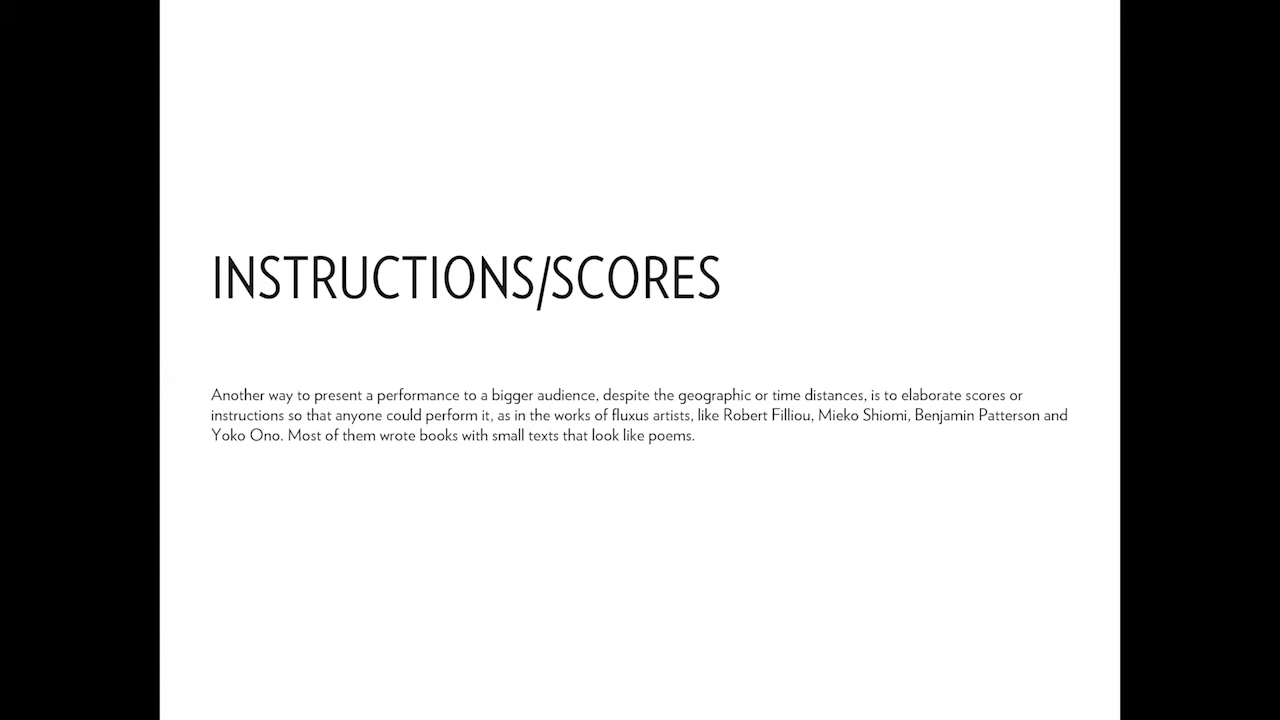 INSTRUCTIONS/SCORES
Another way to present a performance to a bigger audience, despite the geographic or time distances, is to elaborate scores or
instructions so that anyone could perform it, as in the works of fluxus artists, like Robert Filliou, Mieko Shiomi, Benjamin Patterson and
Yoko Ono. Most of them wrote books with small texts that look like poems.